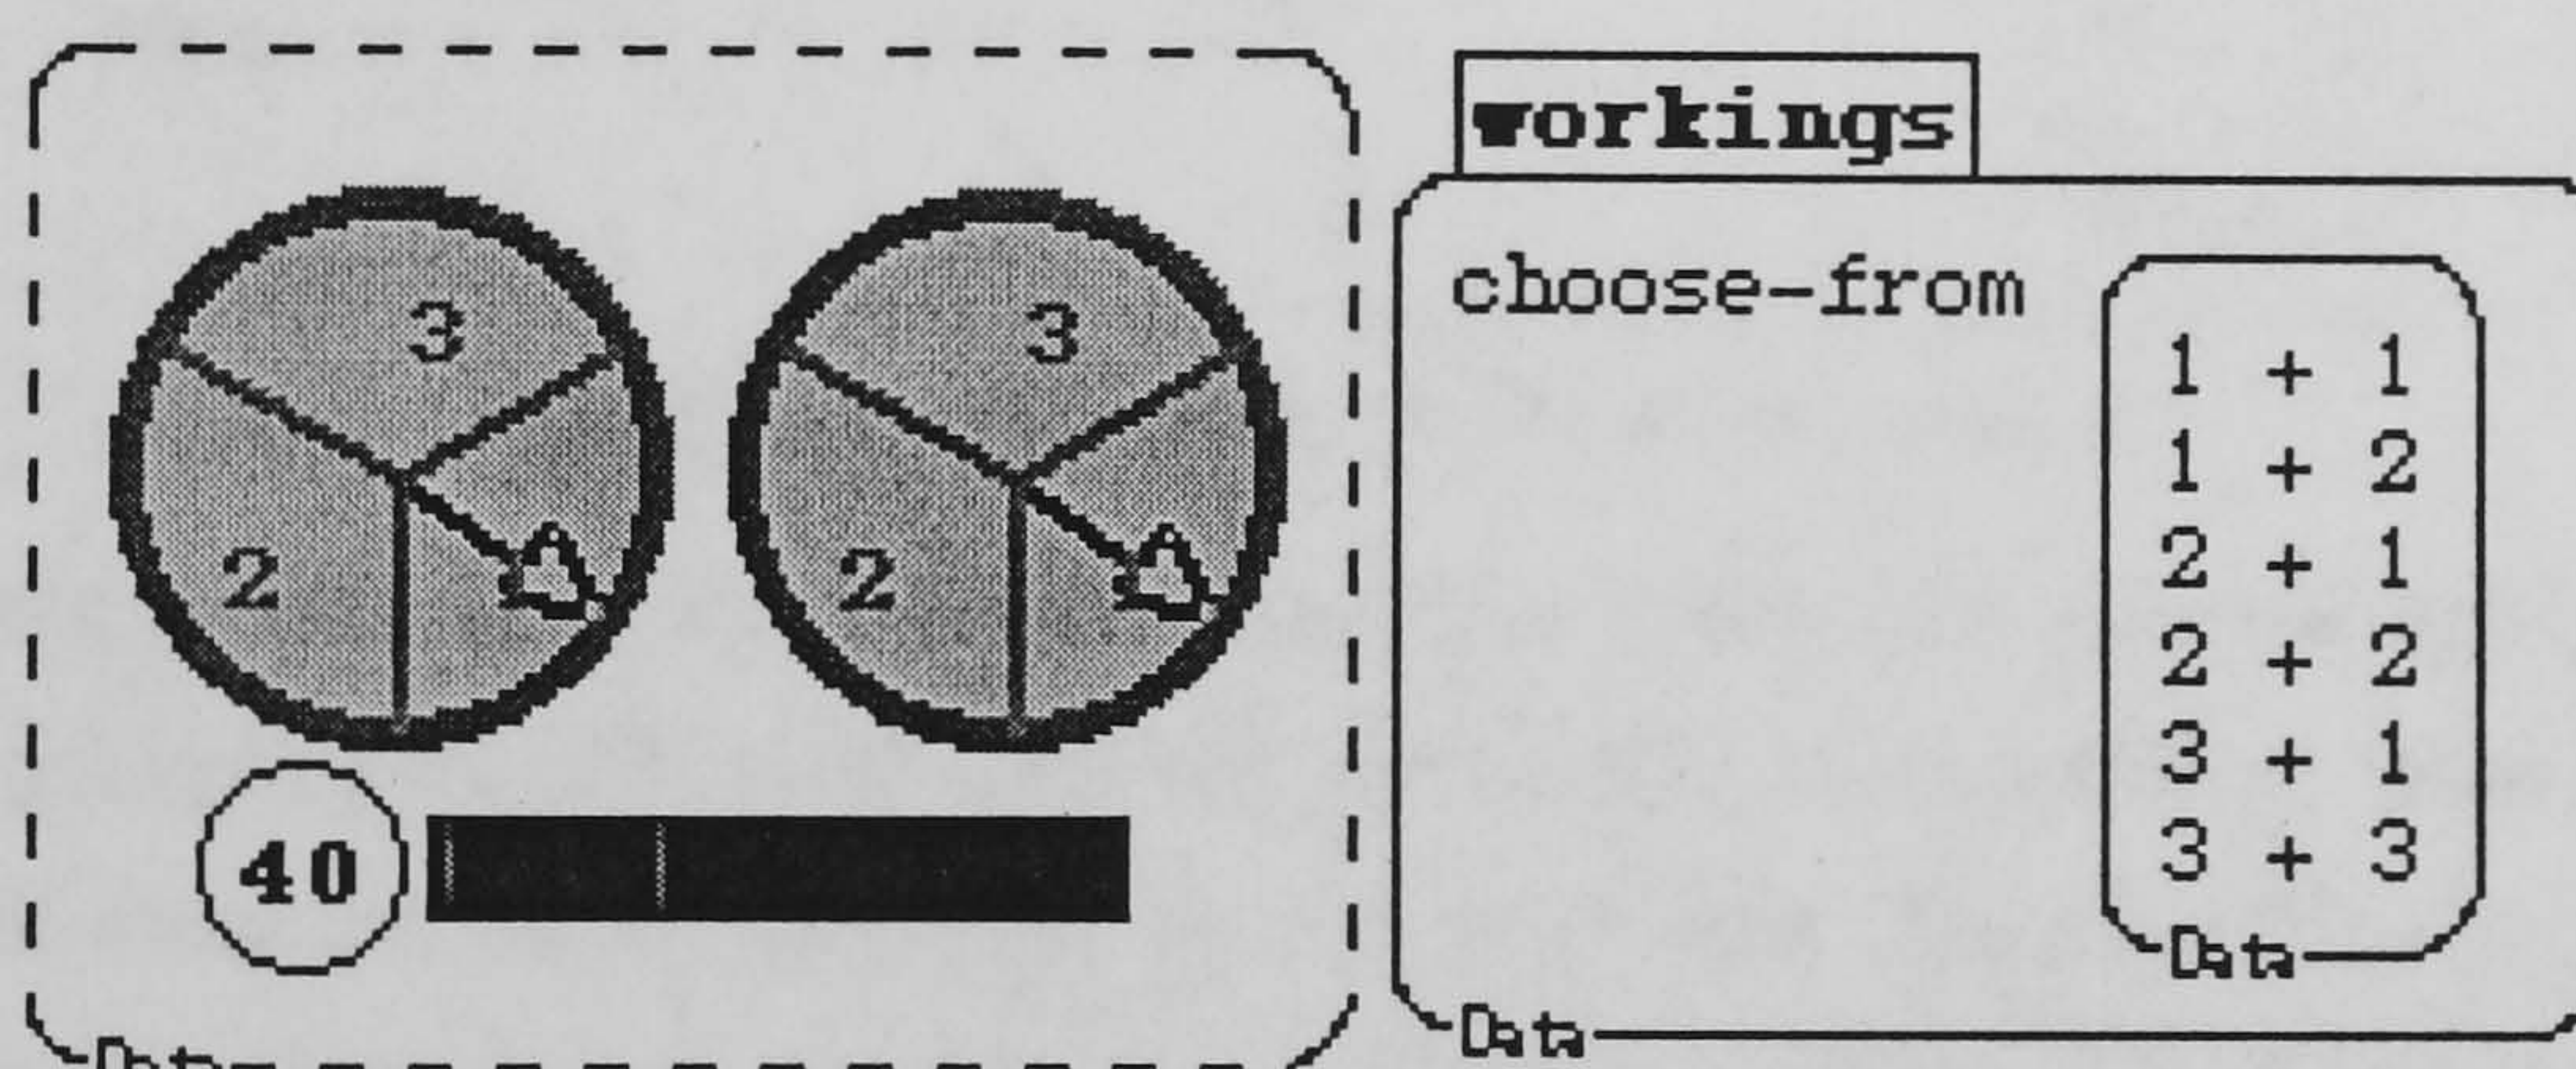 3
3
2
2
40
workings
choose-from
1 + 1
1 + 2
2 + 1
2 + 2
3 + 1
3 + 3
Data
Data